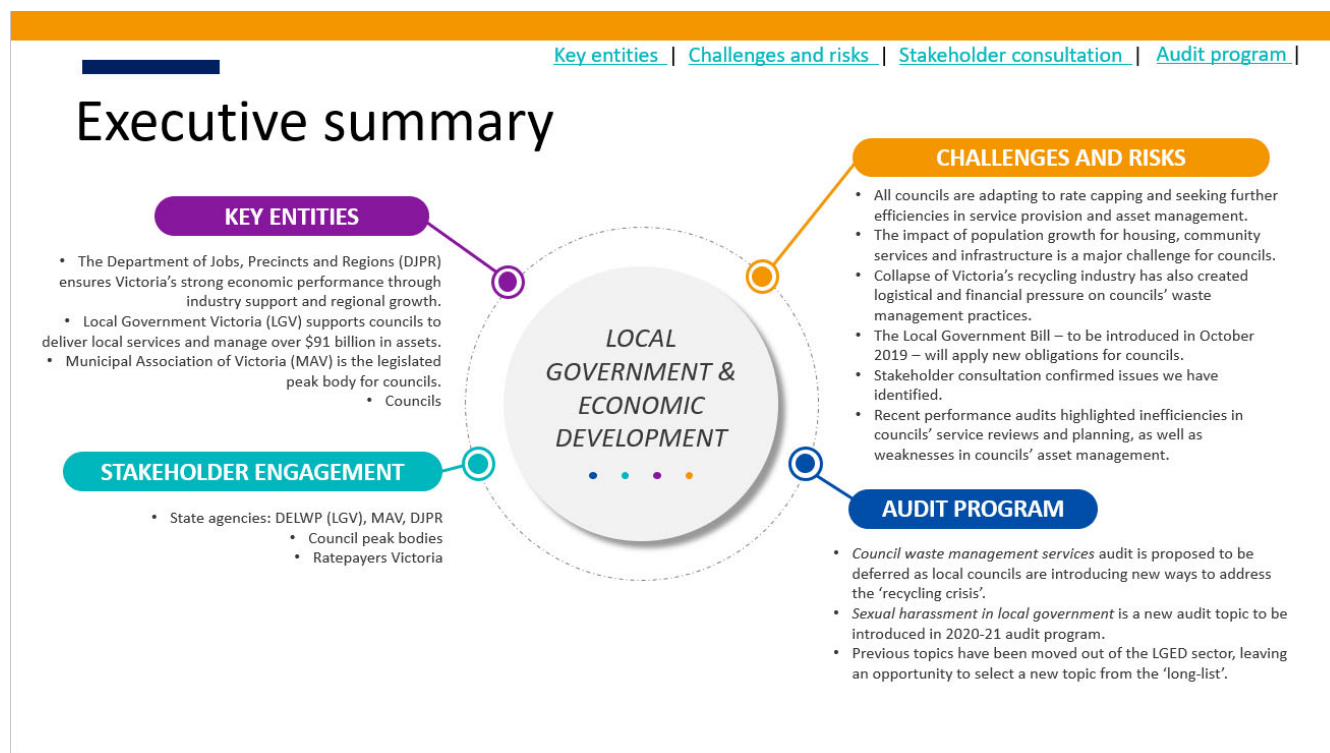 Key entities | Challenges and risks | Stakeholder consultation | Audit program |
Executive summary
KEY ENTITIES
• The Department of Jobs, Precincts and Regions (DJPR)
ensures Victoria's strong economic performance through
industry support and regional growth.
• Local Government Victoria (LGV) supports councils to
deliver local services and manage over $91 billion in assets.
• Municipal Association of Victoria (MAV) is the legislated
peak body for councils.
• Councils
STAKEHOLDER ENGAGEMENT
• State agencies: DELWP (LGV), MAV, DJPR
• Council peak bodies
• Ratepayers Victoria
LOCAL
GOVERNMENT &
ECONOMIC
DEVELOPMENT
CHALLENGES AND RISKS
• All councils are adapting to rate capping and seeking further
efficiencies in service provision and asset management.
• The impact of population growth for housing, community
services and infrastructure is a major challenge for councils.
• Collapse of Victoria's recycling industry has also created
logistical and financial pressure on councils' waste
management practices.
• The Local Government Bill – to be introduced in October
2019 – will apply new obligations for councils.
• Stakeholder consultation confirmed issues we have
identified.
• Recent performance audits highlighted inefficiencies in
councils' service reviews and planning, as well as
weaknesses in councils' asset management.
AUDIT PROGRAM
• Council waste management services audit is proposed to be
deferred as local councils are introducing new ways to address
the 'recycling crisis'.
• Sexual harassment in local government is a new audit topic to be
introduced in 2020-21 audit program.
• Previous topics have been moved out of the LGED sector, leaving
an opportunity to select a new topic from the 'long-list'.